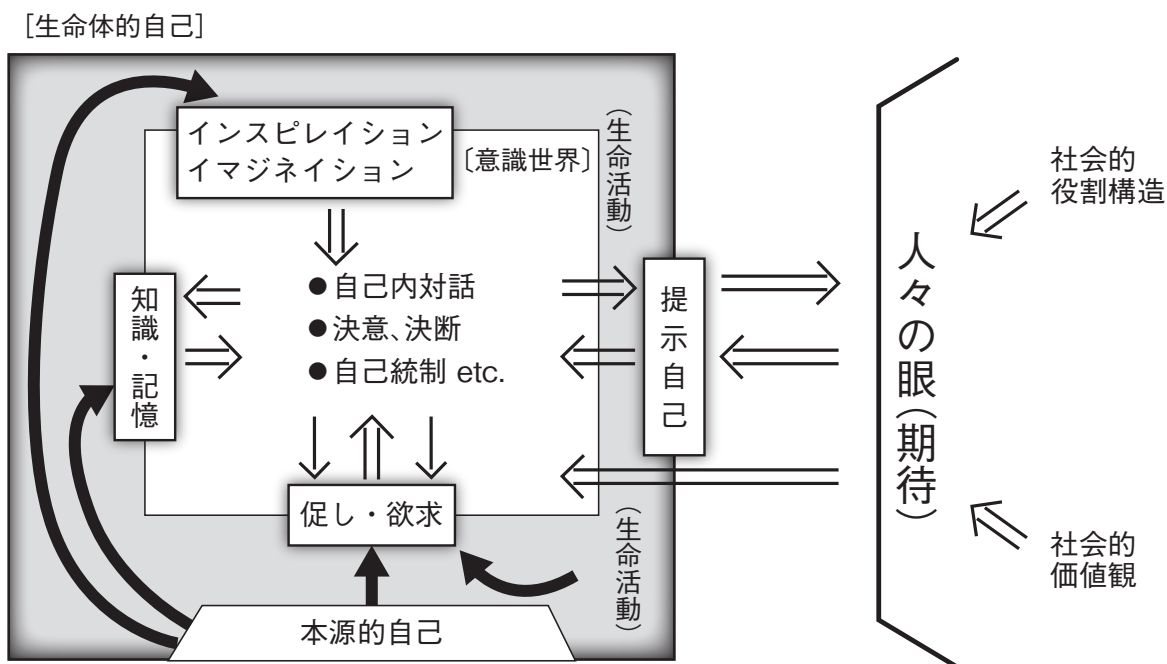 ［生命体的自己］
インスピレイション
イマジネイション
〔意識世界〕
（生命活動）
●自己内対話
●決意、決断
●自己統制 etc.
知識・記憶
提示自己
促し・欲求
（生命活動）
本源的自己
人々の眼（期待）
社会的
役割構造
社会的
価値観